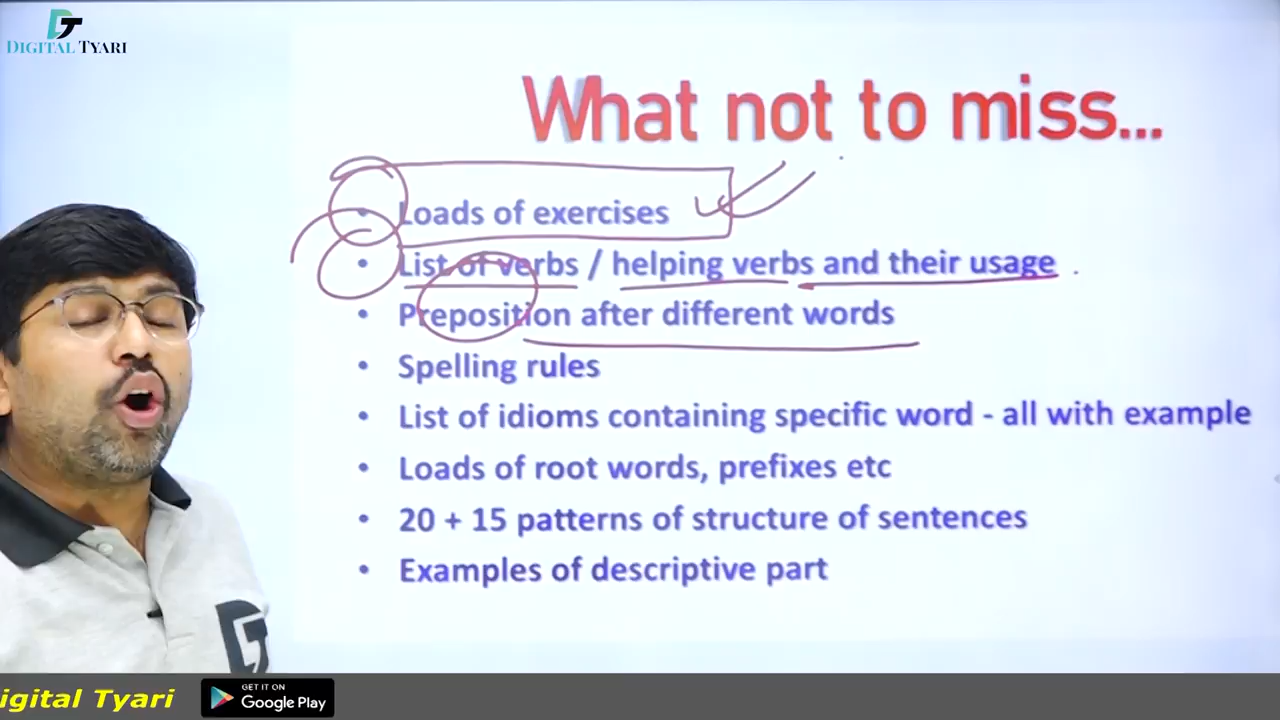 DIGITAL TYARI
What not to miss...
• Loads of exercises
• List of verbs / helping verbs and their usage
• Preposition after different words
• Spelling rules
• List of idioms containing specific word - all with example
• Loads of root words, prefixes etc
• 20 + 15 patterns of structure of sentences
• Examples of descriptive part
igital Tyari
GET IT ON
Google Play